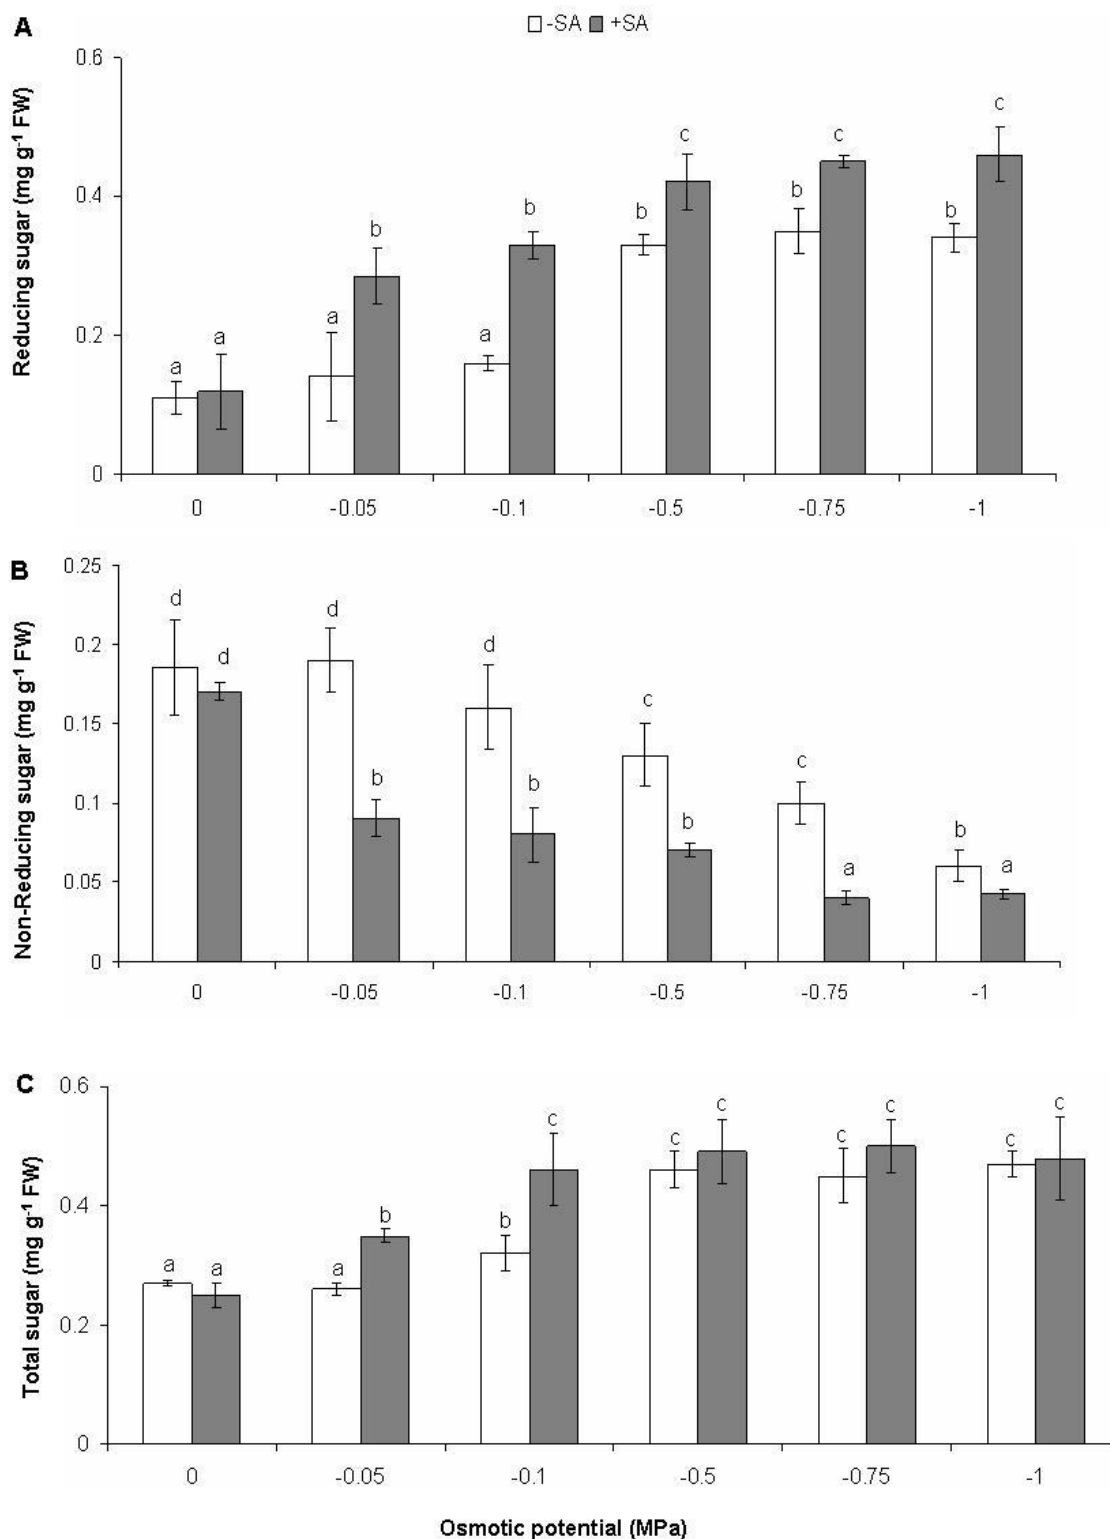 A
-SA +SA
Reducing sugar (mg g-1 FW)
0.6
0.4
0.2
0
a a a b a b b c b c b c
0 -0.05 -0.1 -0.5 -0.75 -1
B
Non-Reducing sugar (mg g-1 FW)
0.25
0.2
0.15
0.1
0.05
0
d d d b d b c b c a b a
0 -0.05 -0.1 -0.5 -0.75 -1
C
Total sugar (mg g-1 FW)
0.6
0.4
0.2
0
a a a b b c c c c c c c
0 -0.05 -0.1 -0.5 -0.75 -1
Osmotic potential (MPa)